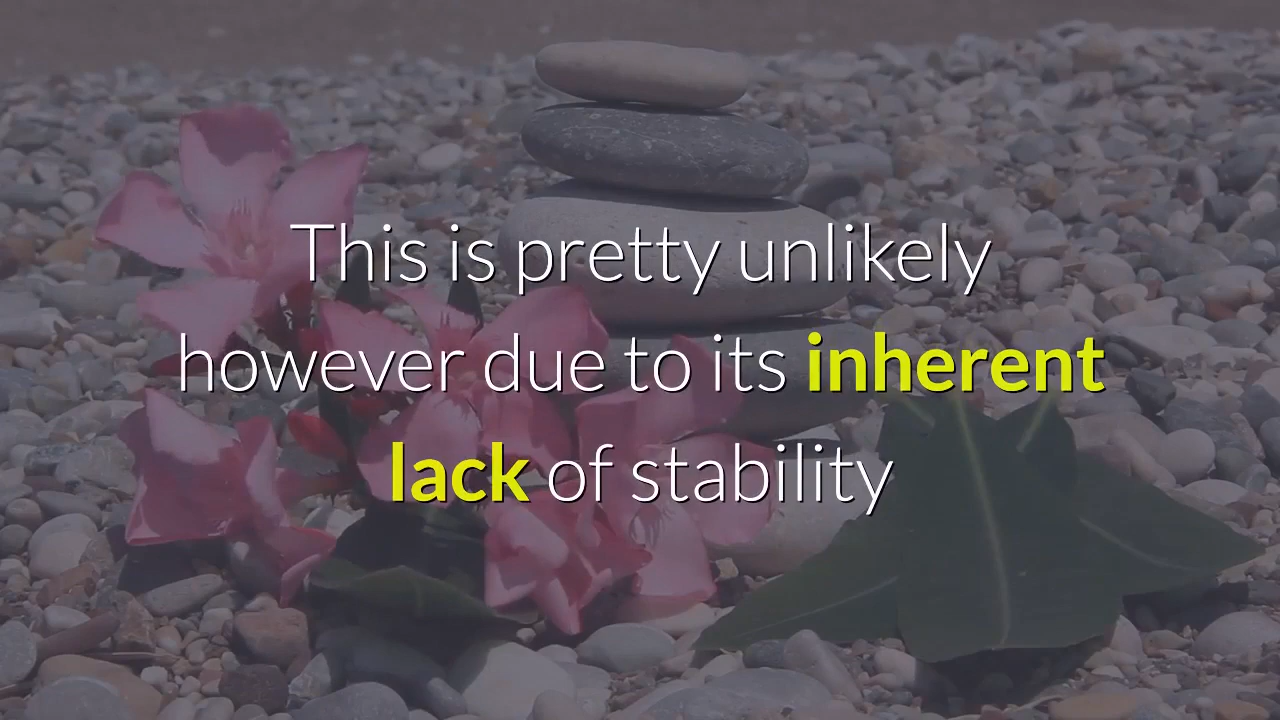 This is pretty unlikely
however due to its inherent
lack of stability